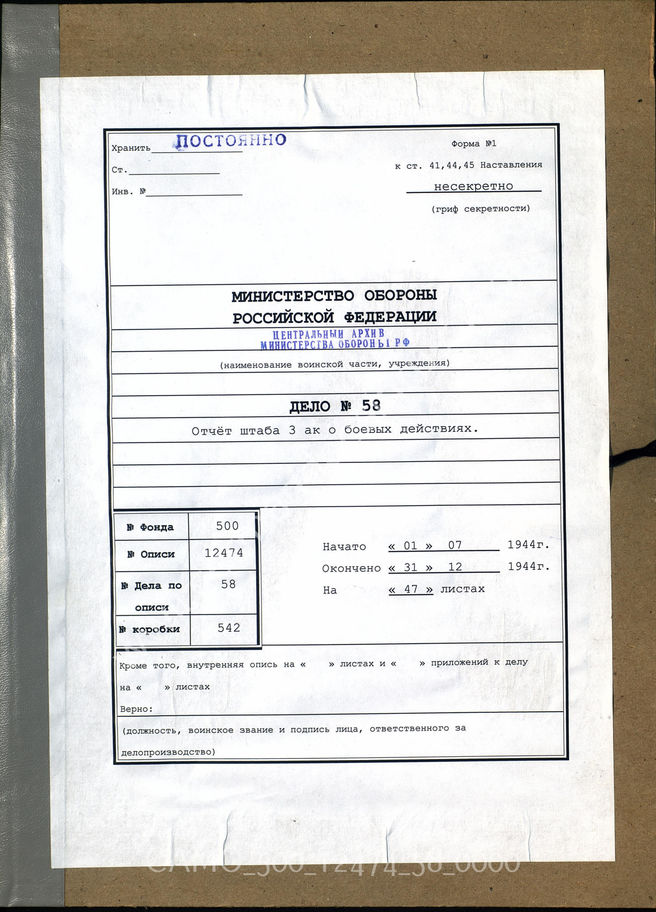 Хранить ПОСТОЯННО
Форма №1
Ст.
к ст. 41,44,45 Наставления
Инв. №
несекретно
(гриф секретности)
МИНИСТЕРСТВО ОБОРОНЫ
РОССИЙСКОЙ ФЕДЕРАЦИИ
ЦЕНТРАЛЬНЫЙ АРХИВ
МИНИСТЕРСТВА ОБОРОНЫ РФ
(наименование воинской части, учреждения)
ДЕЛО № 58
Отчёт штаба 3 ак о боевых действиях.
№ Фонда 500
№ Описи 12474
№ Дела по описи 58
№ коробки 542
Начато « 01 » 07 1944г.
Окончено « 31 » 12 1944г.
На « 47 » листах
Кроме того, внутренняя опись на « » листах и « » приложений к делу
на « » листах
Верно:
(должность, воинское звание и подпись лица, ответственного за
делопроизводство)
CAMO_500_12474_58_0000